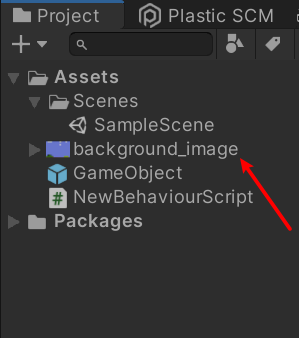 Project
Plastic SCM
Assets
Scenes
SampleScene
background_image
GameObject
NewBehaviourScript
Packages